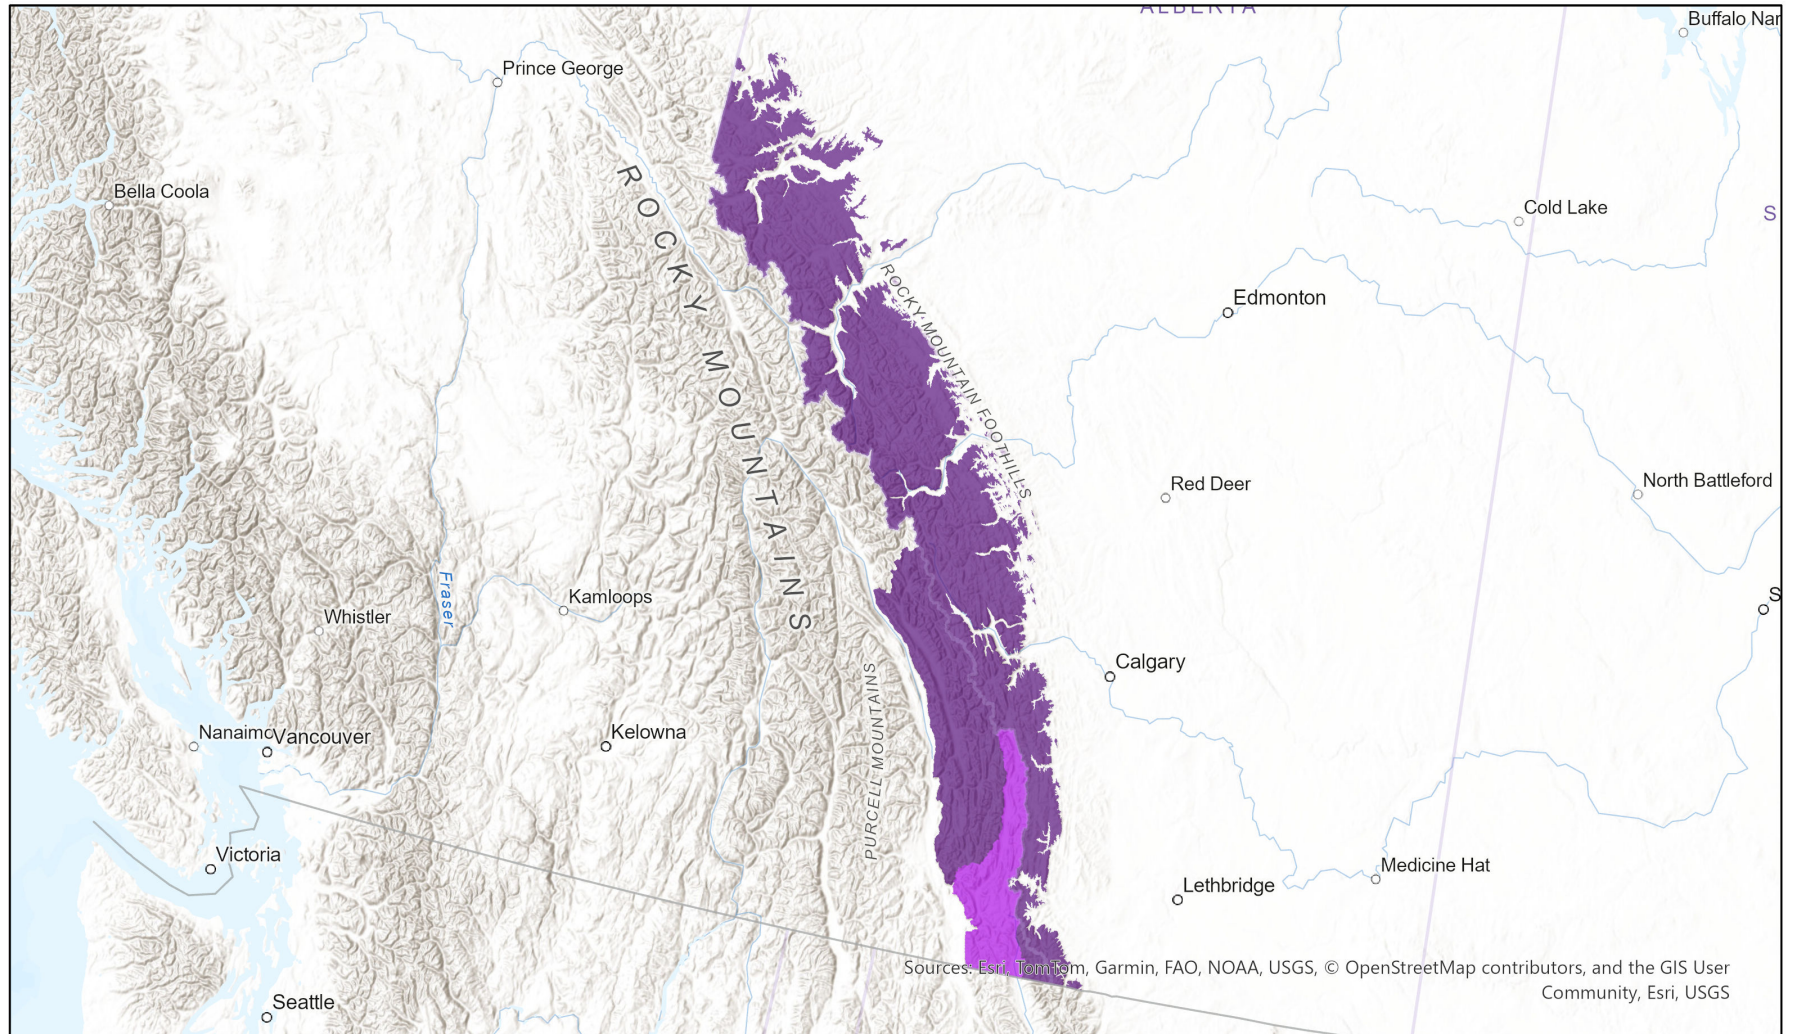 ALBERTA
Buffalo Nar
Prince George
Bella Coola
Cold Lake
S
ROCKY MOUNTAINS
ROCKY MOUNTAIN FOOTHILLS
Edmonton
Red Deer
North Battleford
Fraser
Kamloops
S
Whistler
Calgary
PURCELL MOUNTAINS
Nanaimo
Vancouver
Kelowna
Victoria
Medicine Hat
Lethbridge
Sources: Esri, TomTom, Garmin, FAO, NOAA, USGS, © OpenStreetMap contributors, and the GIS User
Community, Esri, USGS
Seattle